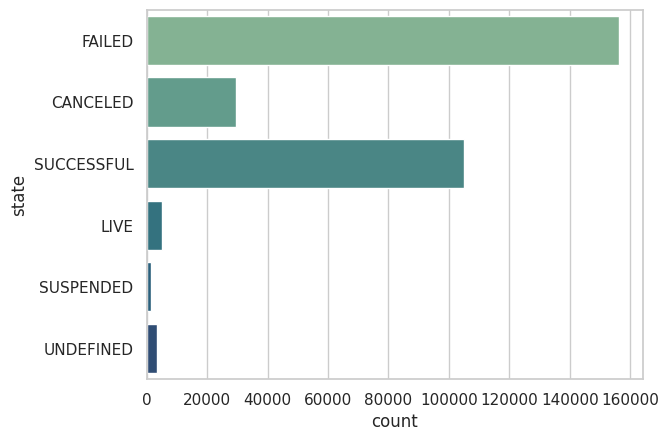 FAILED
CANCELED
SUCCESSFUL
LIVE
SUSPENDED
UNDEFINED
state
0 20000 40000 60000 80000 100000 120000 140000 160000
count